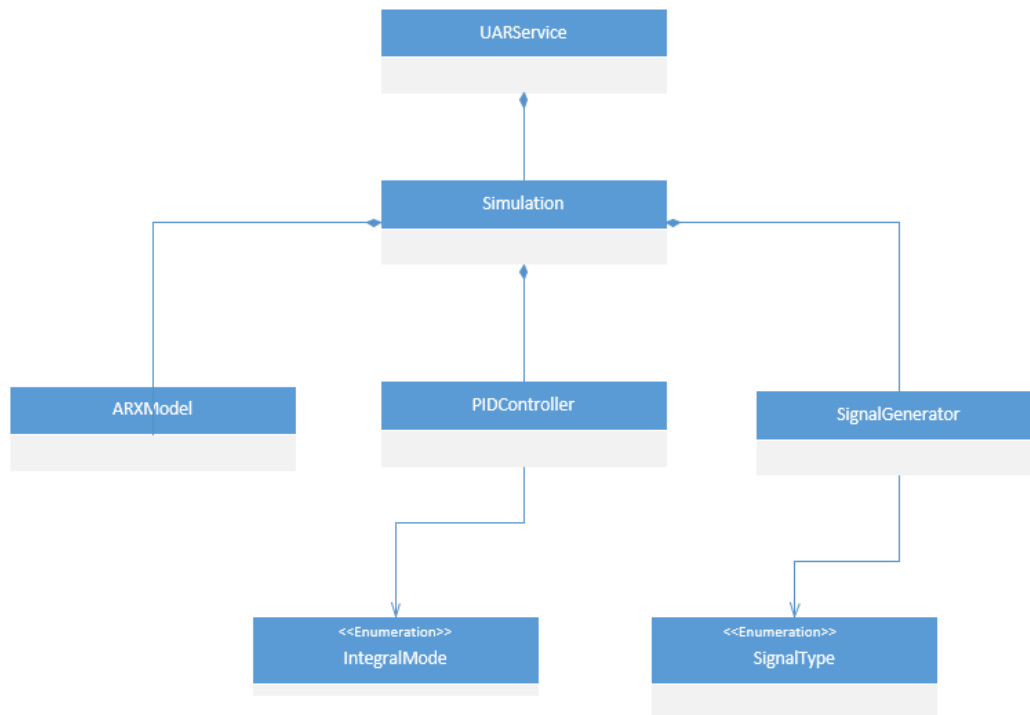 UARService
Simulation
ARXModel
PIDController
SignalGenerator
<<Enumeration>>
IntegralMode
<<Enumeration>>
SignalType